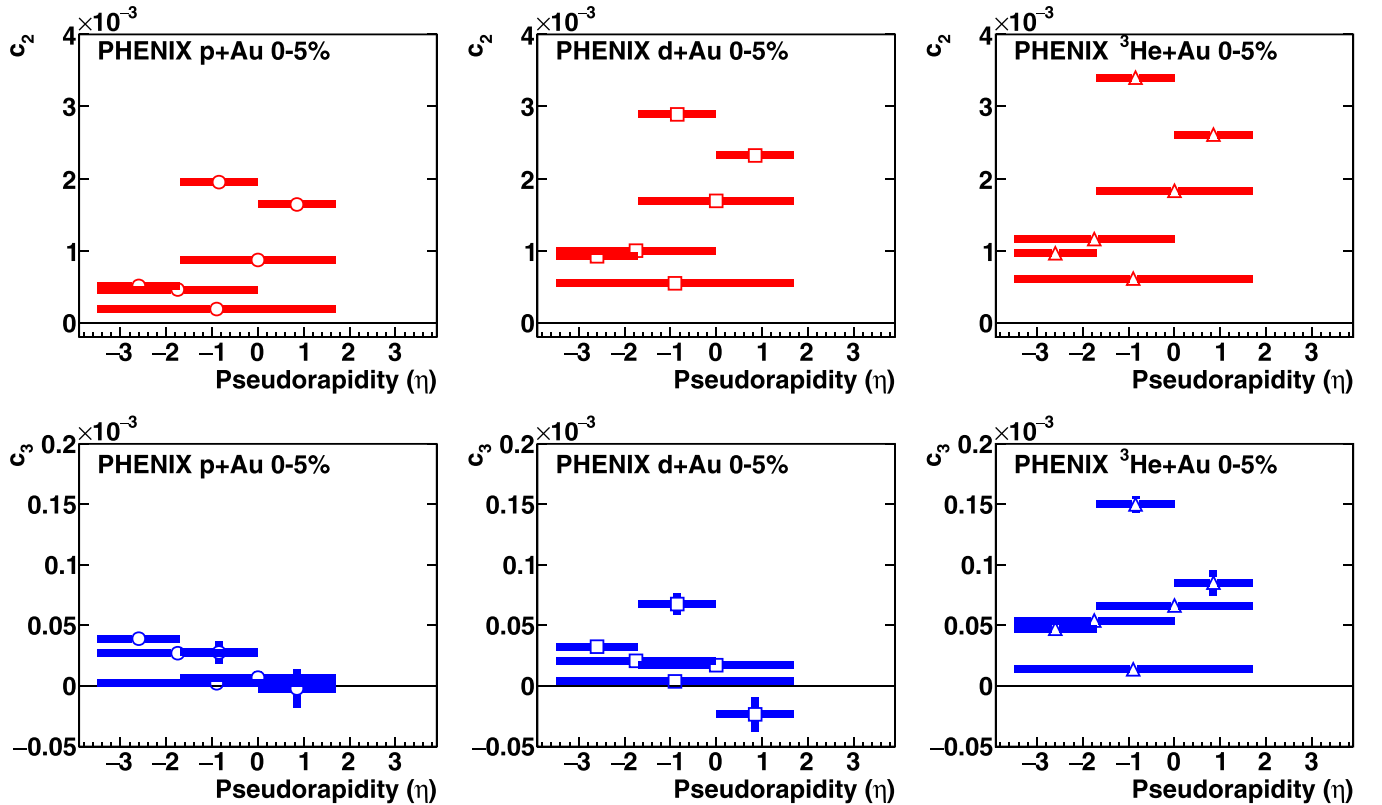 ×10⁻³ ×10⁻³ ×10⁻³
c₂ 4 PHENIX p+Au 0-5% c₂ 4 PHENIX d+Au 0-5% c₂ 4 PHENIX ³He+Au 0-5%
3 3 3
2 2 2
1 1 1
0 0 0
−3 −2 −1 0 1 2 3 −3 −2 −1 0 1 2 3 −3 −2 −1 0 1 2 3
Pseudorapidity (η) Pseudorapidity (η) Pseudorapidity (η)
×10⁻³ ×10⁻³ ×10⁻³
c₃ 0.2 PHENIX p+Au 0-5% c₃ 0.2 PHENIX d+Au 0-5% c₃ 0.2 PHENIX ³He+Au 0-5%
0.15 0.15 0.15
0.1 0.1 0.1
0.05 0.05 0.05
0 0 0
−0.05 −0.05 −0.05
−3 −2 −1 0 1 2 3 −3 −2 −1 0 1 2 3 −3 −2 −1 0 1 2 3
Pseudorapidity (η) Pseudorapidity (η) Pseudorapidity (η)